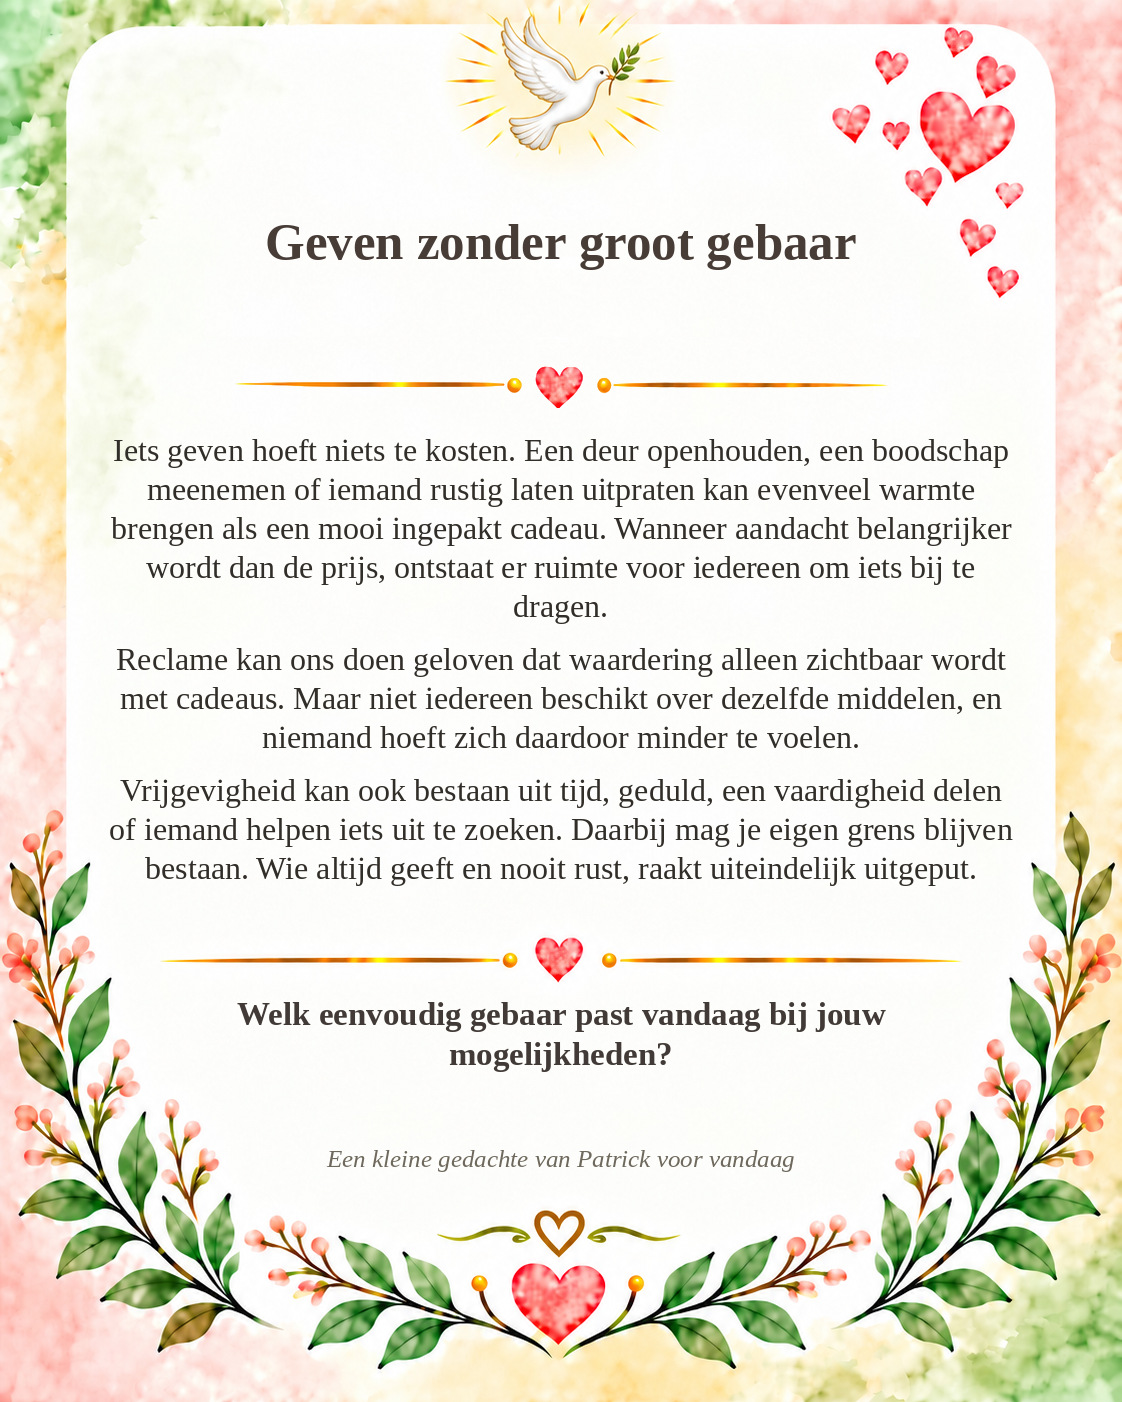 Geven zonder groot gebaar
Iets geven hoeft niets te kosten. Een deur openhouden, een boodschap
meenemen of iemand rustig laten uitpraten kan evenveel warmte
brengen als een mooi ingepakt cadeau. Wanneer aandacht belangrijker
wordt dan de prijs, ontstaat er ruimte voor iedereen om iets bij te
dragen.
Reclame kan ons doen geloven dat waardering alleen zichtbaar wordt
met cadeaus. Maar niet iedereen beschikt over dezelfde middelen, en
niemand hoeft zich daardoor minder te voelen.
Vrijgevigheid kan ook bestaan uit tijd, geduld, een vaardigheid delen
of iemand helpen iets uit te zoeken. Daarbij mag je eigen grens blijven
bestaan. Wie altijd geeft en nooit rust, raakt uiteindelijk uitgeput.
Welk eenvoudig gebaar past vandaag bij jouw
mogelijkheden?
Een kleine gedachte van Patrick voor vandaag